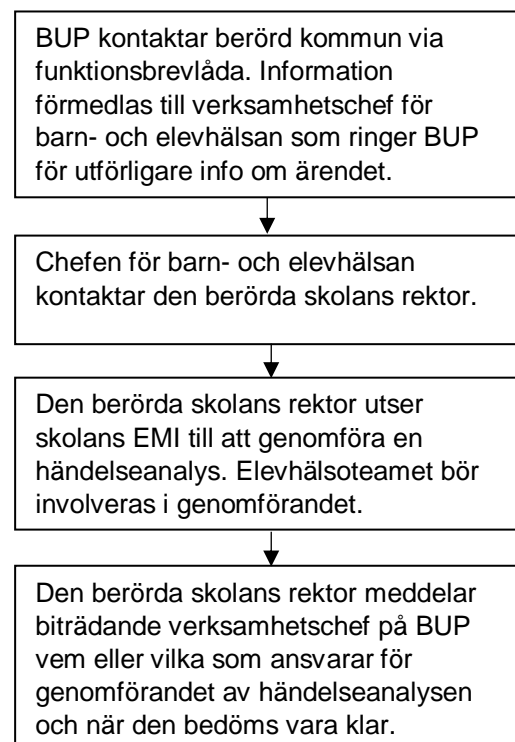 BUP kontaktar berörd kommun via
funktionsbrevlåda. Information
förmedlas till verksamhetschef för
barn- och elevhälsan som ringer BUP
för utförligare info om ärendet.
Chefen för barn- och elevhälsan
kontaktar den berörda skolans rektor.
Den berörda skolans rektor utser
skolans EMI till att genomföra en
händelseanalys. Elevhälsoteamet bör
involveras i genomförandet.
Den berörda skolans rektor meddelar
biträdande verksamhetschef på BUP
vem eller vilka som ansvarar för
genomförandet av händelseanalysen
och när den bedöms vara klar.